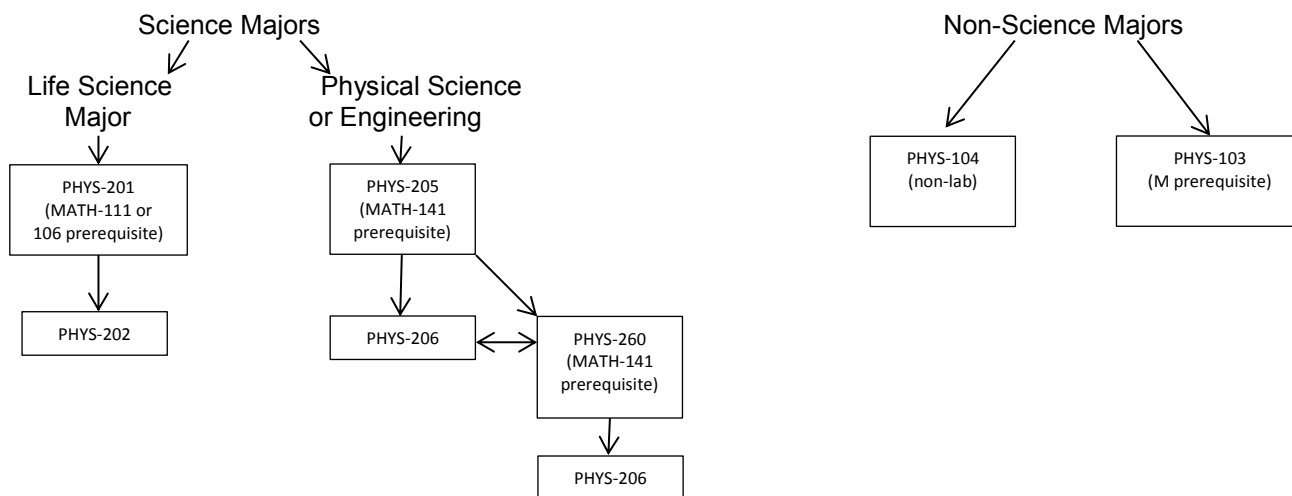 Science Majors
Non-Science Majors
Life Science
Major
Physical Science
or Engineering
PHYS-201
(MATH-111 or
106 prerequisite)
PHYS-205
(MATH-141
prerequisite)
PHYS-104
(non-lab)
PHYS-103
(M prerequisite)
PHYS-202
PHYS-206
PHYS-260
(MATH-141
prerequisite)
PHYS-206